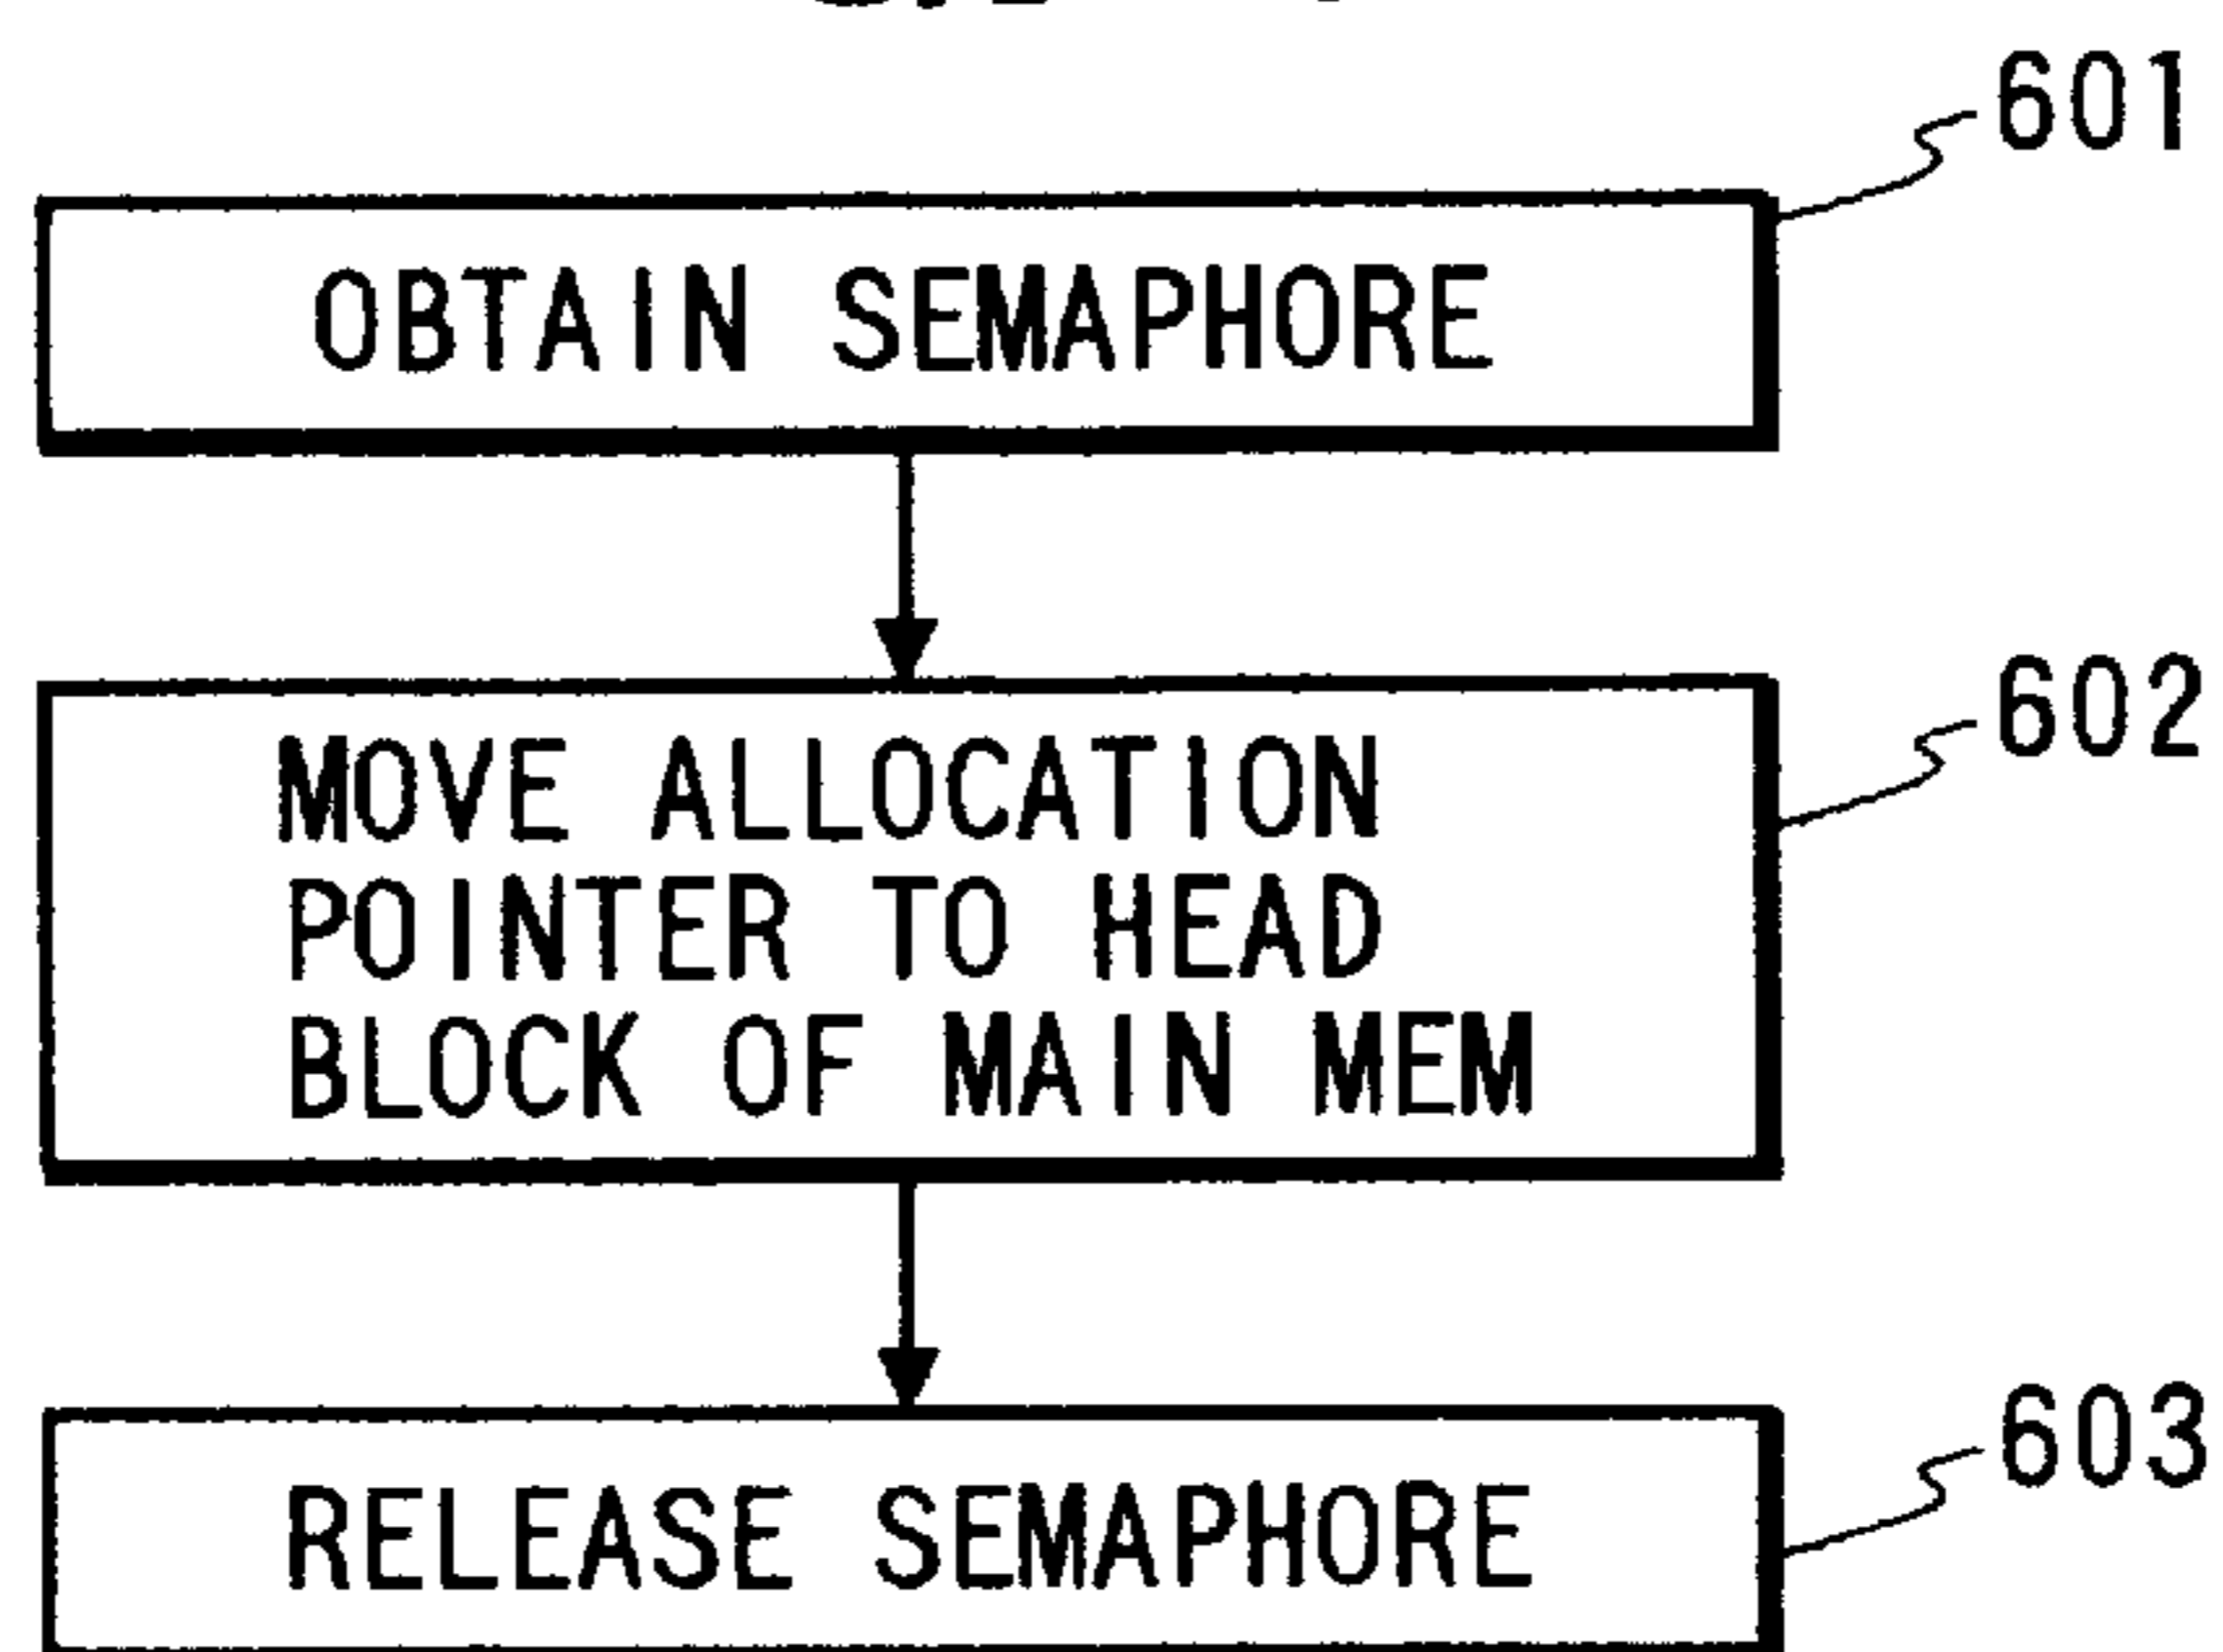 601
OBTAIN SEMAPHORE
602
MOVE ALLOCATION
POINTER TO HEAD
BLOCK OF MAIN MEM
603
RELEASE SEMAPHORE